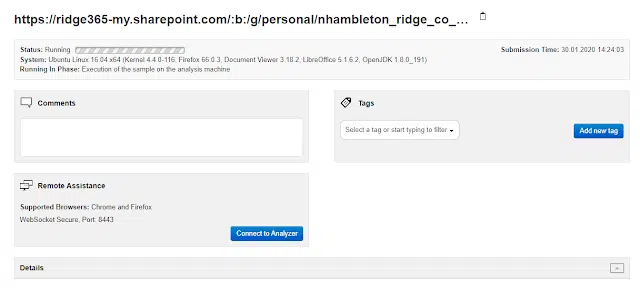 https://ridge365-my.sharepoint.com/:b:/g/personal/nhambleton_ridge_co_...
Status: Running
Submission Time: 30.01.2020 14:24:03
System: Ubuntu Linux 16.04 x64 (Kernel 4.4.0-116, Firefox 66.0.3, Document Viewer 3.18.2, LibreOffice 5.1.6.2, OpenJDK 1.8.0_191)
Running In Phase: Execution of the sample on the analysis machine
Comments
Tags
Select a tag or start typing to filter
Add new tag
Remote Assistance
Supported Browsers: Chrome and Firefox
WebSocket Secure, Port: 8443
Connect to Analyzer
Details